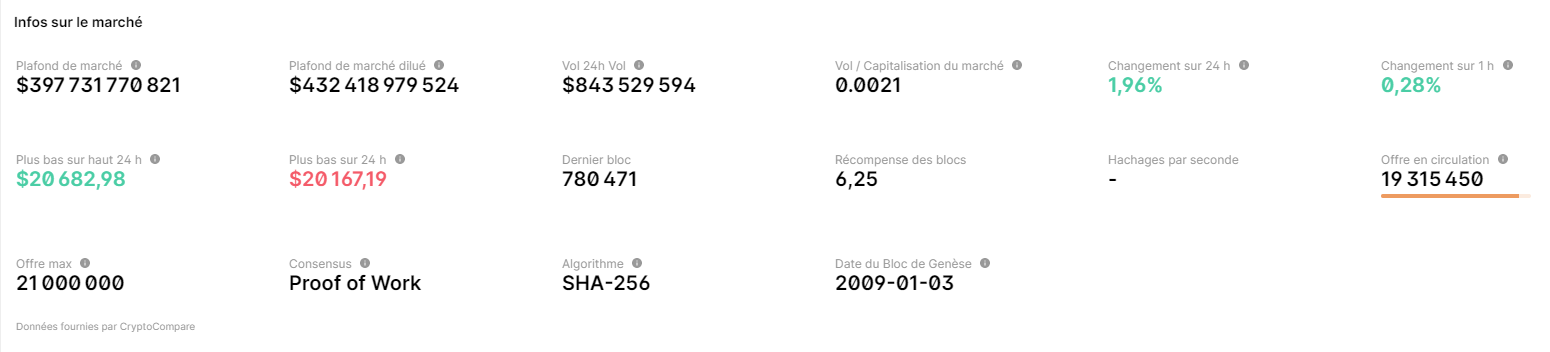 Infos sur le marché
Plafond de marché Plafond de marché dilué Vol 24h Vol Vol / Capitalisation du marché Changement sur 24 h Changement sur 1 h
$397 731 770 821 $432 418 979 524 $843 529 594 0.0021 1,96% 0,28%
Plus bas sur haut 24 h Plus bas sur 24 h Dernier bloc Récompense des blocs Hachages par seconde Offre en circulation
$20 682,98 $20 167,19 780 471 6,25 - 19 315 450
Offre max Consensus Algorithme Date du Bloc de Genèse
21 000 000 Proof of Work SHA-256 2009-01-03
Données fournies par CryptoCompare